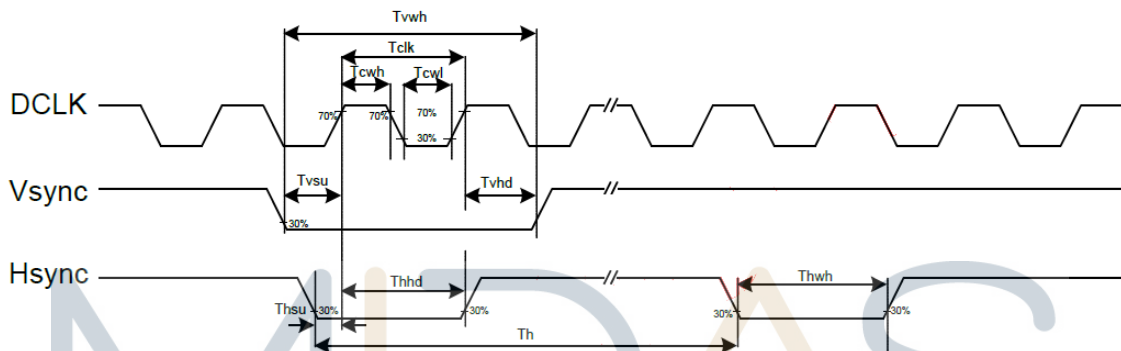 Tvwh
Tclk
Tcwh Tcwl
DCLK 70% 70% 70% //
30%
Tvsu Tvhd
Vsync //
30%
Hsync // Thhd Thwh
Thsu 30% 30% 30% 30%
Th
MIDAS